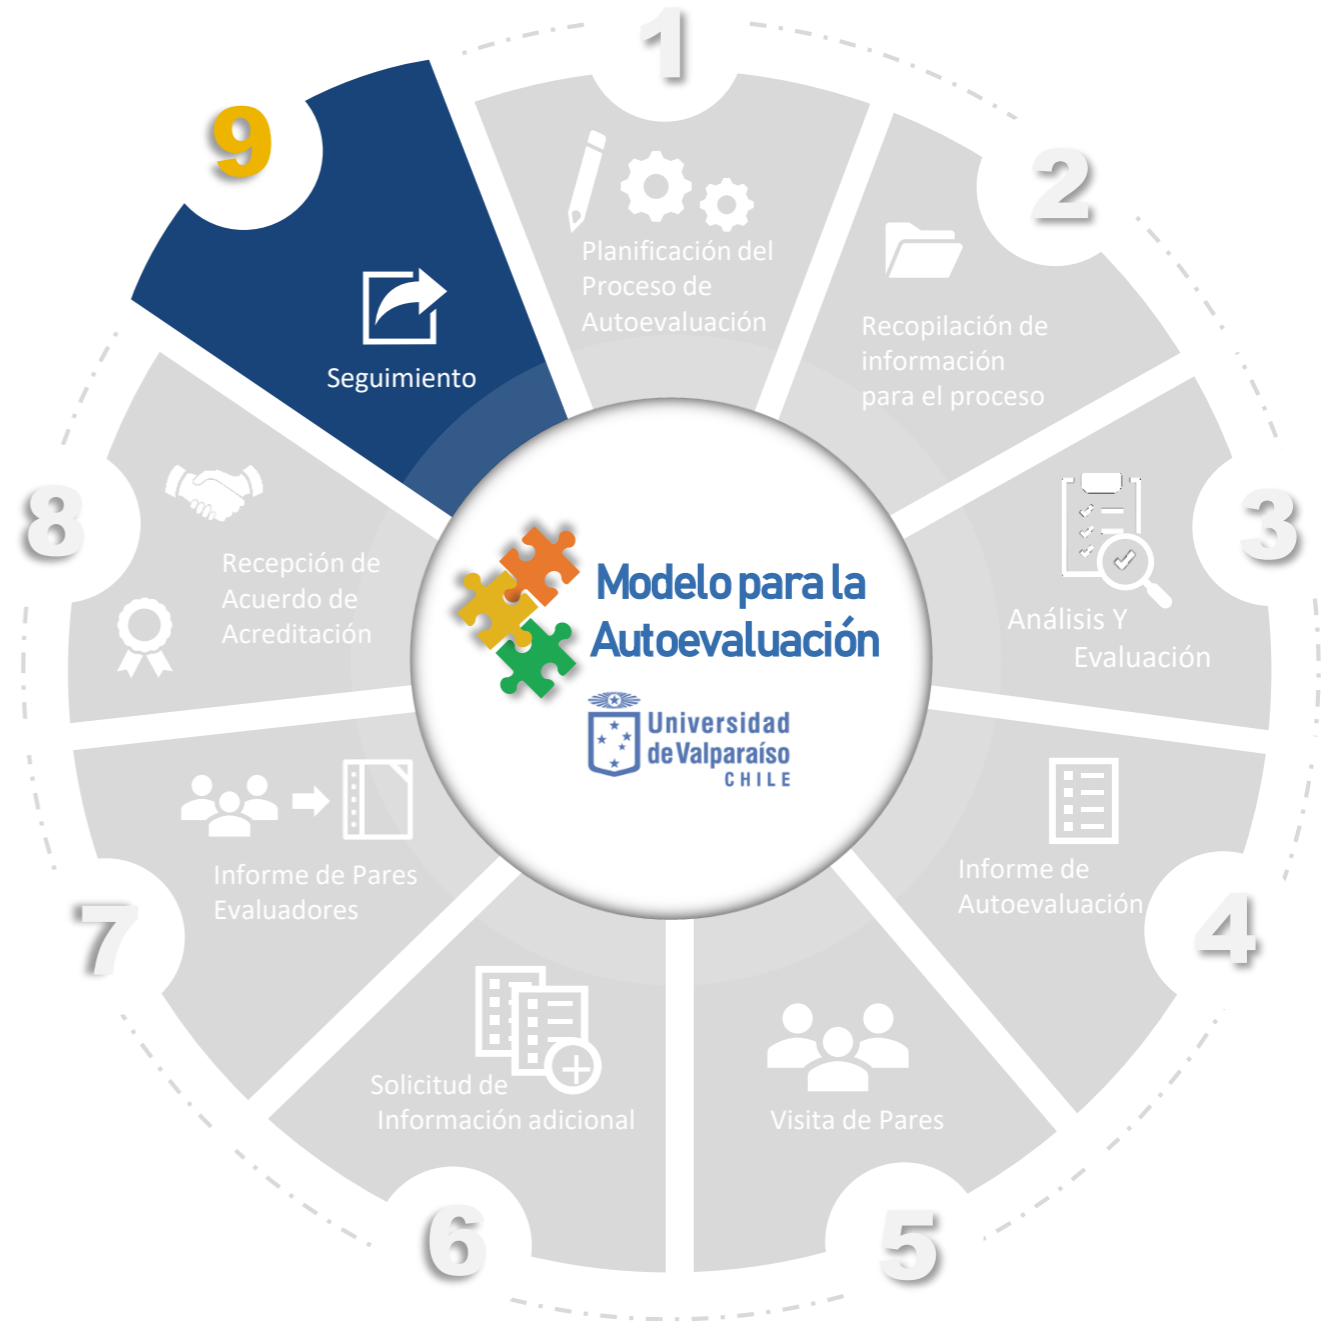 1
Planificación del
Proceso de
Autoevaluación
2
Recopilación de
información
para el proceso
3
Análisis Y
Evaluación
4
Informe de
Autoevaluación
5
Visita de Pares
6
Solicitud de
Información adicional
7
Informe de Pares
Evaluadores
8
Recepción de
Acuerdo de
Acreditación
9
Seguimiento
Modelo para la
Autoevaluación
Universidad
de Valparaíso
CHILE